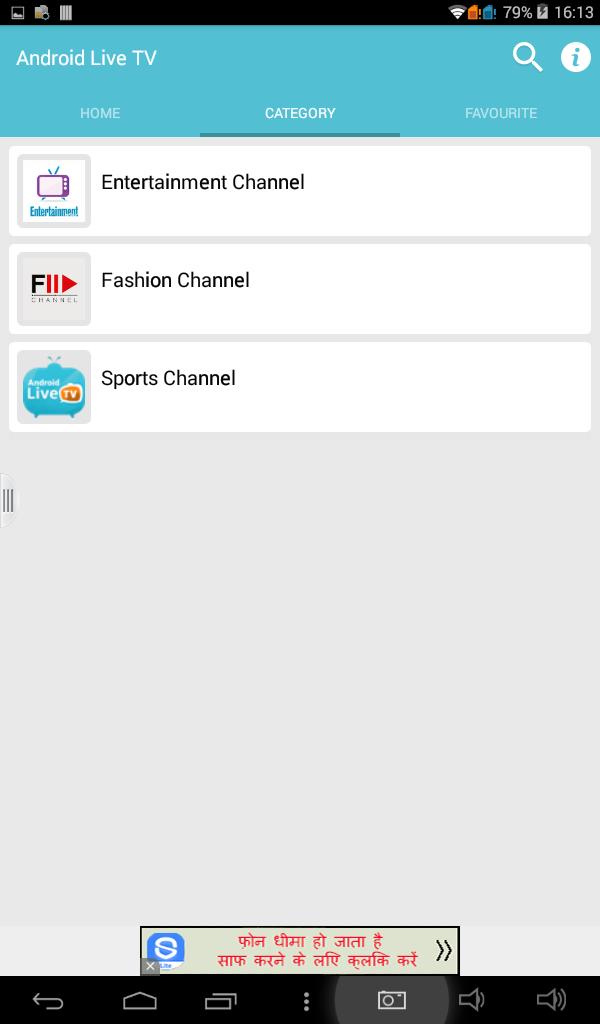 79% 16:13
Android Live TV
HOME CATEGORY FAVOURITE
Entertainment
Entertainment Channel
F
CHANNEL
Fashion Channel
Android
Live TV
Sports Channel
S
Lite
फ़ोन धीमा हो जाता है
साफ करने के लिए क्लिक करें